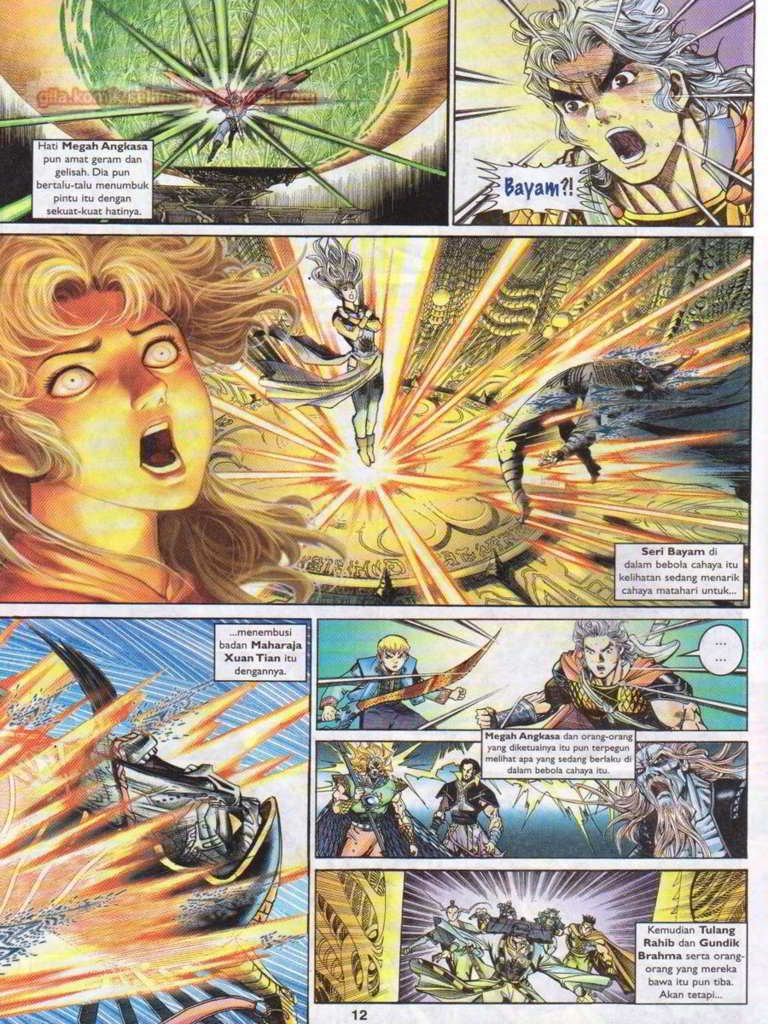 Hati Megah Angkasa
pun amat geram dan
gelisah. Dia pun
bertalu-talu menumbuk
pintu itu dengan
sekuat-kuat hatinya.
Bayam?!
Seri Bayam di
dalam bebola cahaya itu
kelihatan sedang menarik
cahaya matahari untuk...
...menembusi
badan Maharaja
Xuan Tian itu
dengannya.
...
Megah Angkasa dan orang-orang
yang diketuainya itu pun terpegun
melihat apa yang sedang berlaku di
dalam bebola cahaya itu.
Kemudian Tulang
Rahib dan Gundik
Brahma serta orang-
orang yang mereka
bawa itu pun tiba.
Akan tetapi...
12